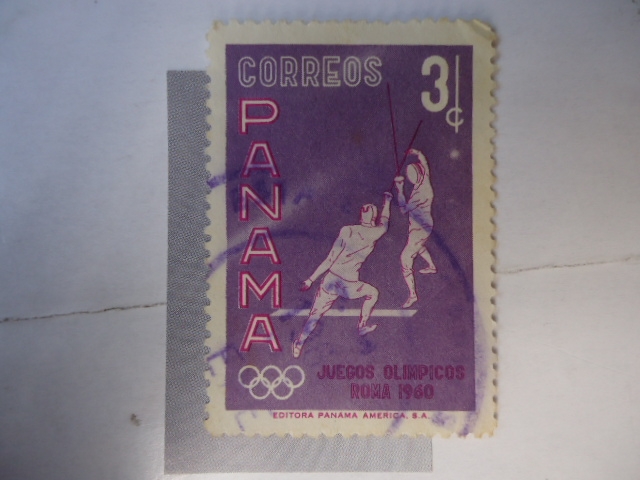 CORREOS
3¢
PANAMA
JUEGOS OLIMPICOS
ROMA 1960
EDITORA PANAMA AMERICA, S.A.